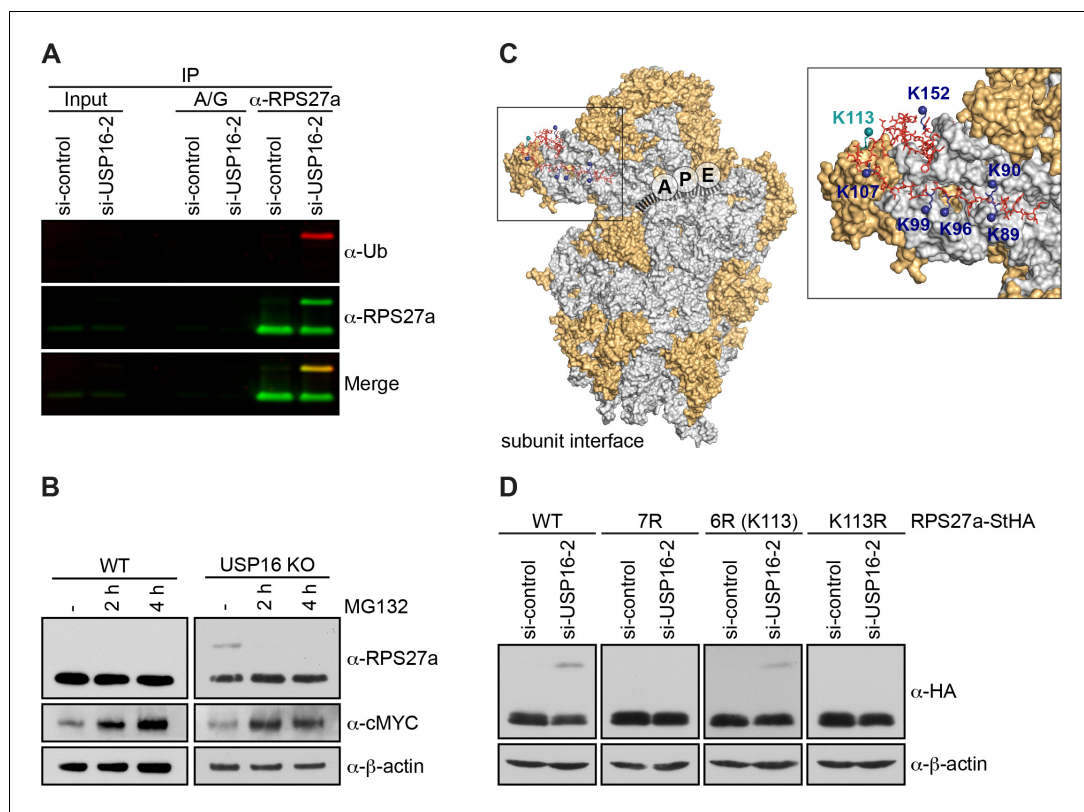 A
IP
Input
A/G
α-RPS27a
si-control
si-USP16-2
si-control
si-USP16-2
si-control
si-USP16-2
α-Ub
α-RPS27a
Merge
B
WT
USP16 KO
-
2 h
4 h
-
2 h
4 h
MG132
α-RPS27a
α-cMYC
α-β-actin
C
A
P
E
subunit interface
K152
K113
K107
K90
K99
K96
K89
D
WT
7R
6R (K113)
K113R
RPS27a-StHA
si-control
si-USP16-2
si-control
si-USP16-2
si-control
si-USP16-2
si-control
si-USP16-2
α-HA
α-β-actin